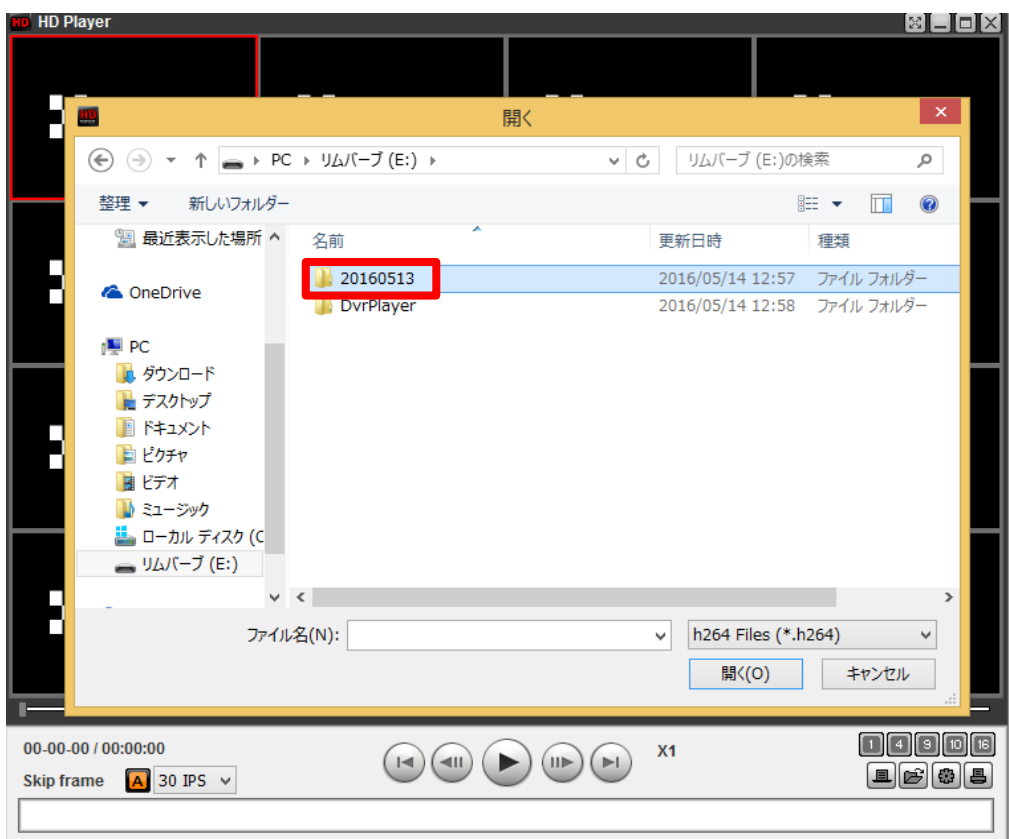 HD HD Player
HD
開く
PC リムバーブ (E:)
リムバーブ (E:)の検索
整理 新しいフォルダー
最近表示した場所
OneDrive
PC
ダウンロード
デスクトップ
ドキュメント
ピクチャ
ビデオ
ミュージック
ローカル ディスク (C
リムバーブ (E:)
名前 更新日時 種類
20160513 2016/05/14 12:57 ファイル フォルダー
DvrPlayer 2016/05/14 12:58 ファイル フォルダー
ファイル名(N): h264 Files (*.h264)
開く(O) キャンセル
00-00-00 / 00:00:00 X1 1 4 9 10 16
Skip frame A 30 IPS